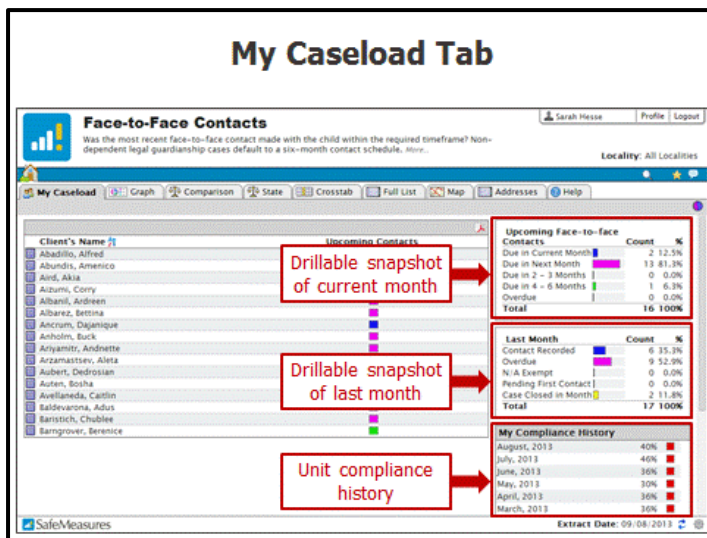 My Caseload Tab
Face-to-Face Contacts
Was the most recent face-to-face contact made with the child within the required timeframe? Non-
dependent legal guardianship cases default to a six-month contact schedule. More...
Sarah Hesse
Profile
Logout
Locality: All Localities
My Caseload
Graph
Comparison
State
Crosstab
Full List
Map
Addresses
Help
Client's Name
Upcoming Contacts
Abadillo, Alfred
Abundis, Amenico
Aird, Akia
Aizumi, Corry
Albanil, Ardreen
Albarez, Bettina
Ancrum, Dajanique
Anholm, Buck
Ariyamitr, Andnette
Arzamastsev, Aleta
Aubert, Dedrosian
Auten, Bosha
Avellaneda, Caitlin
Baldevarona, Adus
Baristich, Chublee
Barngrover, Berenice
Drillable snapshot
of current month
Drillable snapshot
of last month
Unit compliance
history
Upcoming Face-to-face
Contacts Count %
Due in Current Month 2 12.5%
Due in Next Month 13 81.3%
Due in 2 - 3 Months 0 0.0%
Due in 4 - 6 Months 1 6.3%
Overdue 0 0.0%
Total 16 100%
Last Month Count %
Contact Recorded 6 35.3%
Overdue 9 52.9%
N/A Exempt 0 0.0%
Pending First Contact 0 0.0%
Case Closed in Month 2 11.8%
Total 17 100%
My Compliance History
August, 2013 40%
July, 2013 46%
June, 2013 36%
May, 2013 30%
April, 2013 36%
March, 2013 36%
SafeMeasures
Extract Date: 09/08/2013